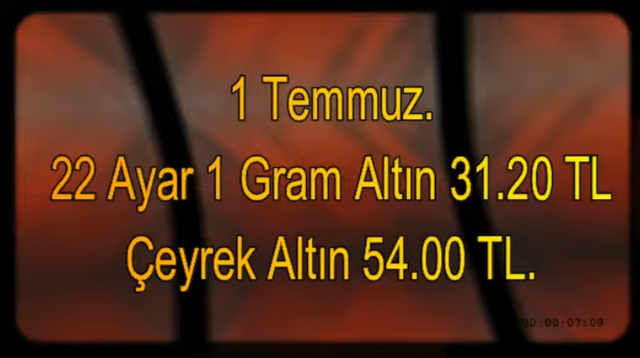 1 Temmuz.
22 Ayar 1 Gram Altın 31.20 TL
Çeyrek Altın 54.00 TL.
00:00:07:09